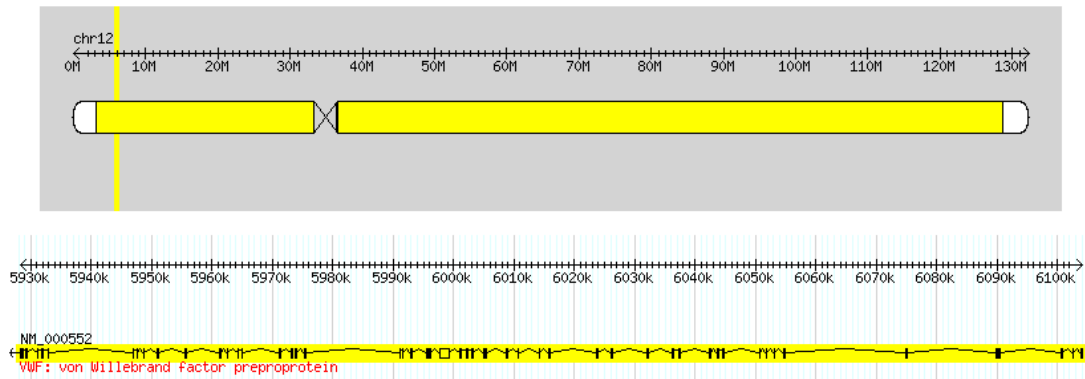 chr12
0M 10M 20M 30M 40M 50M 60M 70M 80M 90M 100M 110M 120M 130M
5930k 5940k 5950k 5960k 5970k 5980k 5990k 6000k 6010k 6020k 6030k 6040k 6050k 6060k 6070k 6080k 6090k 6100k
NM_000552
VWF: von Willebrand factor preproprotein